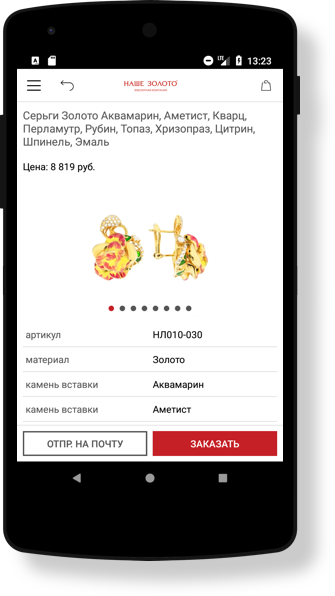 A
LTE
13:23
НАШЕ ЗОЛОТО
Серьги Золото Аквамарин, Аметист, Кварц,
Перламутр, Рубин, Топаз, Хризопраз, Цитрин,
Шпинель, Эмаль
Цена: 8 819 руб.
артикул НЛ010-030
материал Золото
камень вставки Аквамарин
камень вставки Аметист
ОТПР. НА ПОЧТУ ЗАКАЗАТЬ